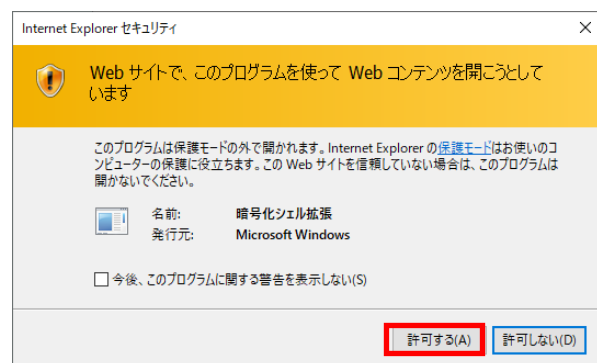 Internet Explorer セキュリティ
Web サイトで、このプログラムを使って Web コンテンツを開こうとして
います
このプログラムは保護モードの外で開かれます。Internet Explorer の保護モードはお使いのコ
ンピューターの保護に役立ちます。この Web サイトを信頼していない場合は、このプログラムは
開かないでください。
名前: 暗号化シェル拡張
発行元: Microsoft Windows
今後、このプログラムに関する警告を表示しない(S)
許可する(A) 許可しない(D)